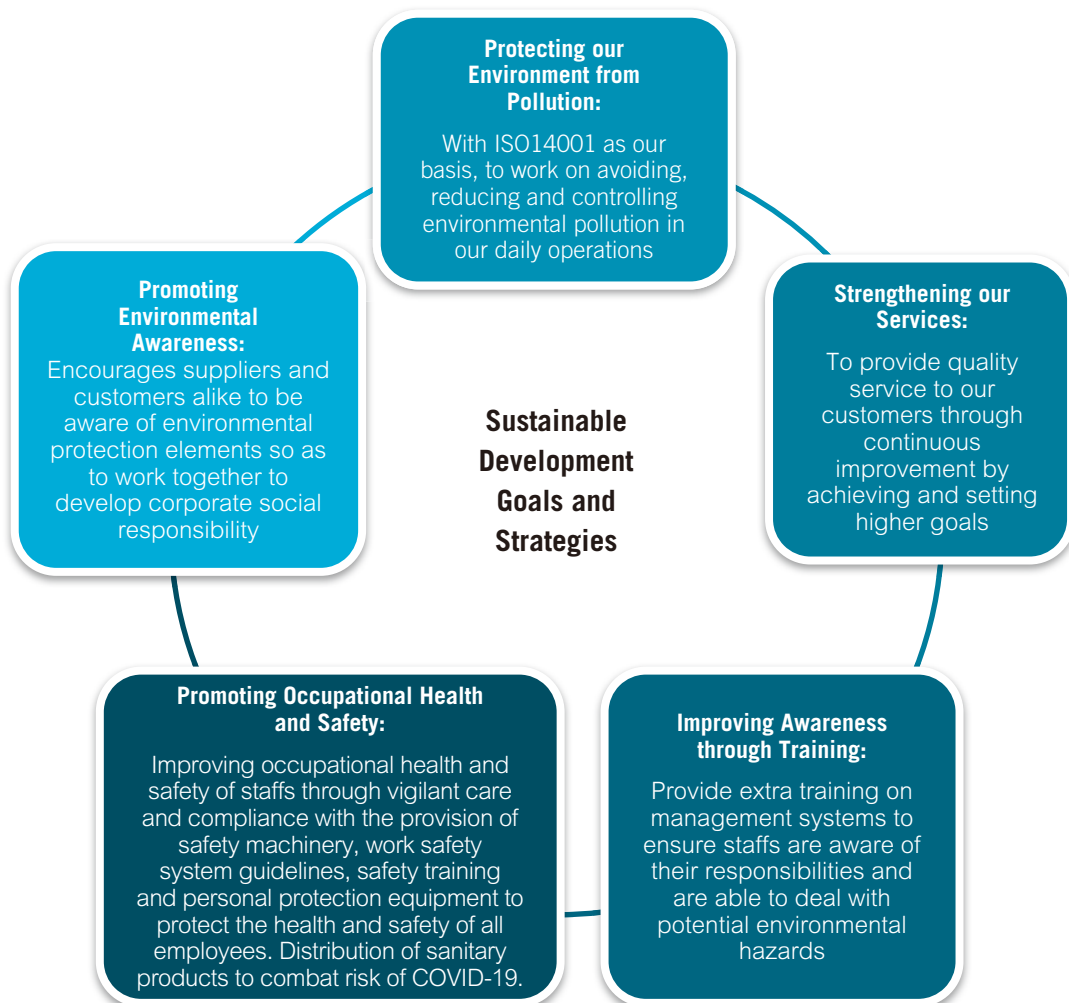 Protecting our
Environment from
Pollution:
With ISO14001 as our
basis, to work on avoiding,
reducing and controlling
environmental pollution in
our daily operations
Strengthening our
Services:
To provide quality
service to our
customers through
continuous
improvement by
achieving and setting
higher goals
Improving Awareness
through Training:
Provide extra training on
management systems to
ensure staffs are aware of
their responsibilities and
are able to deal with
potential environmental
hazards
Promoting Occupational Health
and Safety:
Improving occupational health and
safety of staffs through vigilant care
and compliance with the provision of
safety machinery, work safety
system guidelines, safety training
and personal protection equipment to
protect the health and safety of all
employees. Distribution of sanitary
products to combat risk of COVID-19.
Promoting
Environmental
Awareness:
Encourages suppliers and
customers alike to be
aware of environmental
protection elements so as
to work together to
develop corporate social
responsibility
Sustainable
Development
Goals and
Strategies